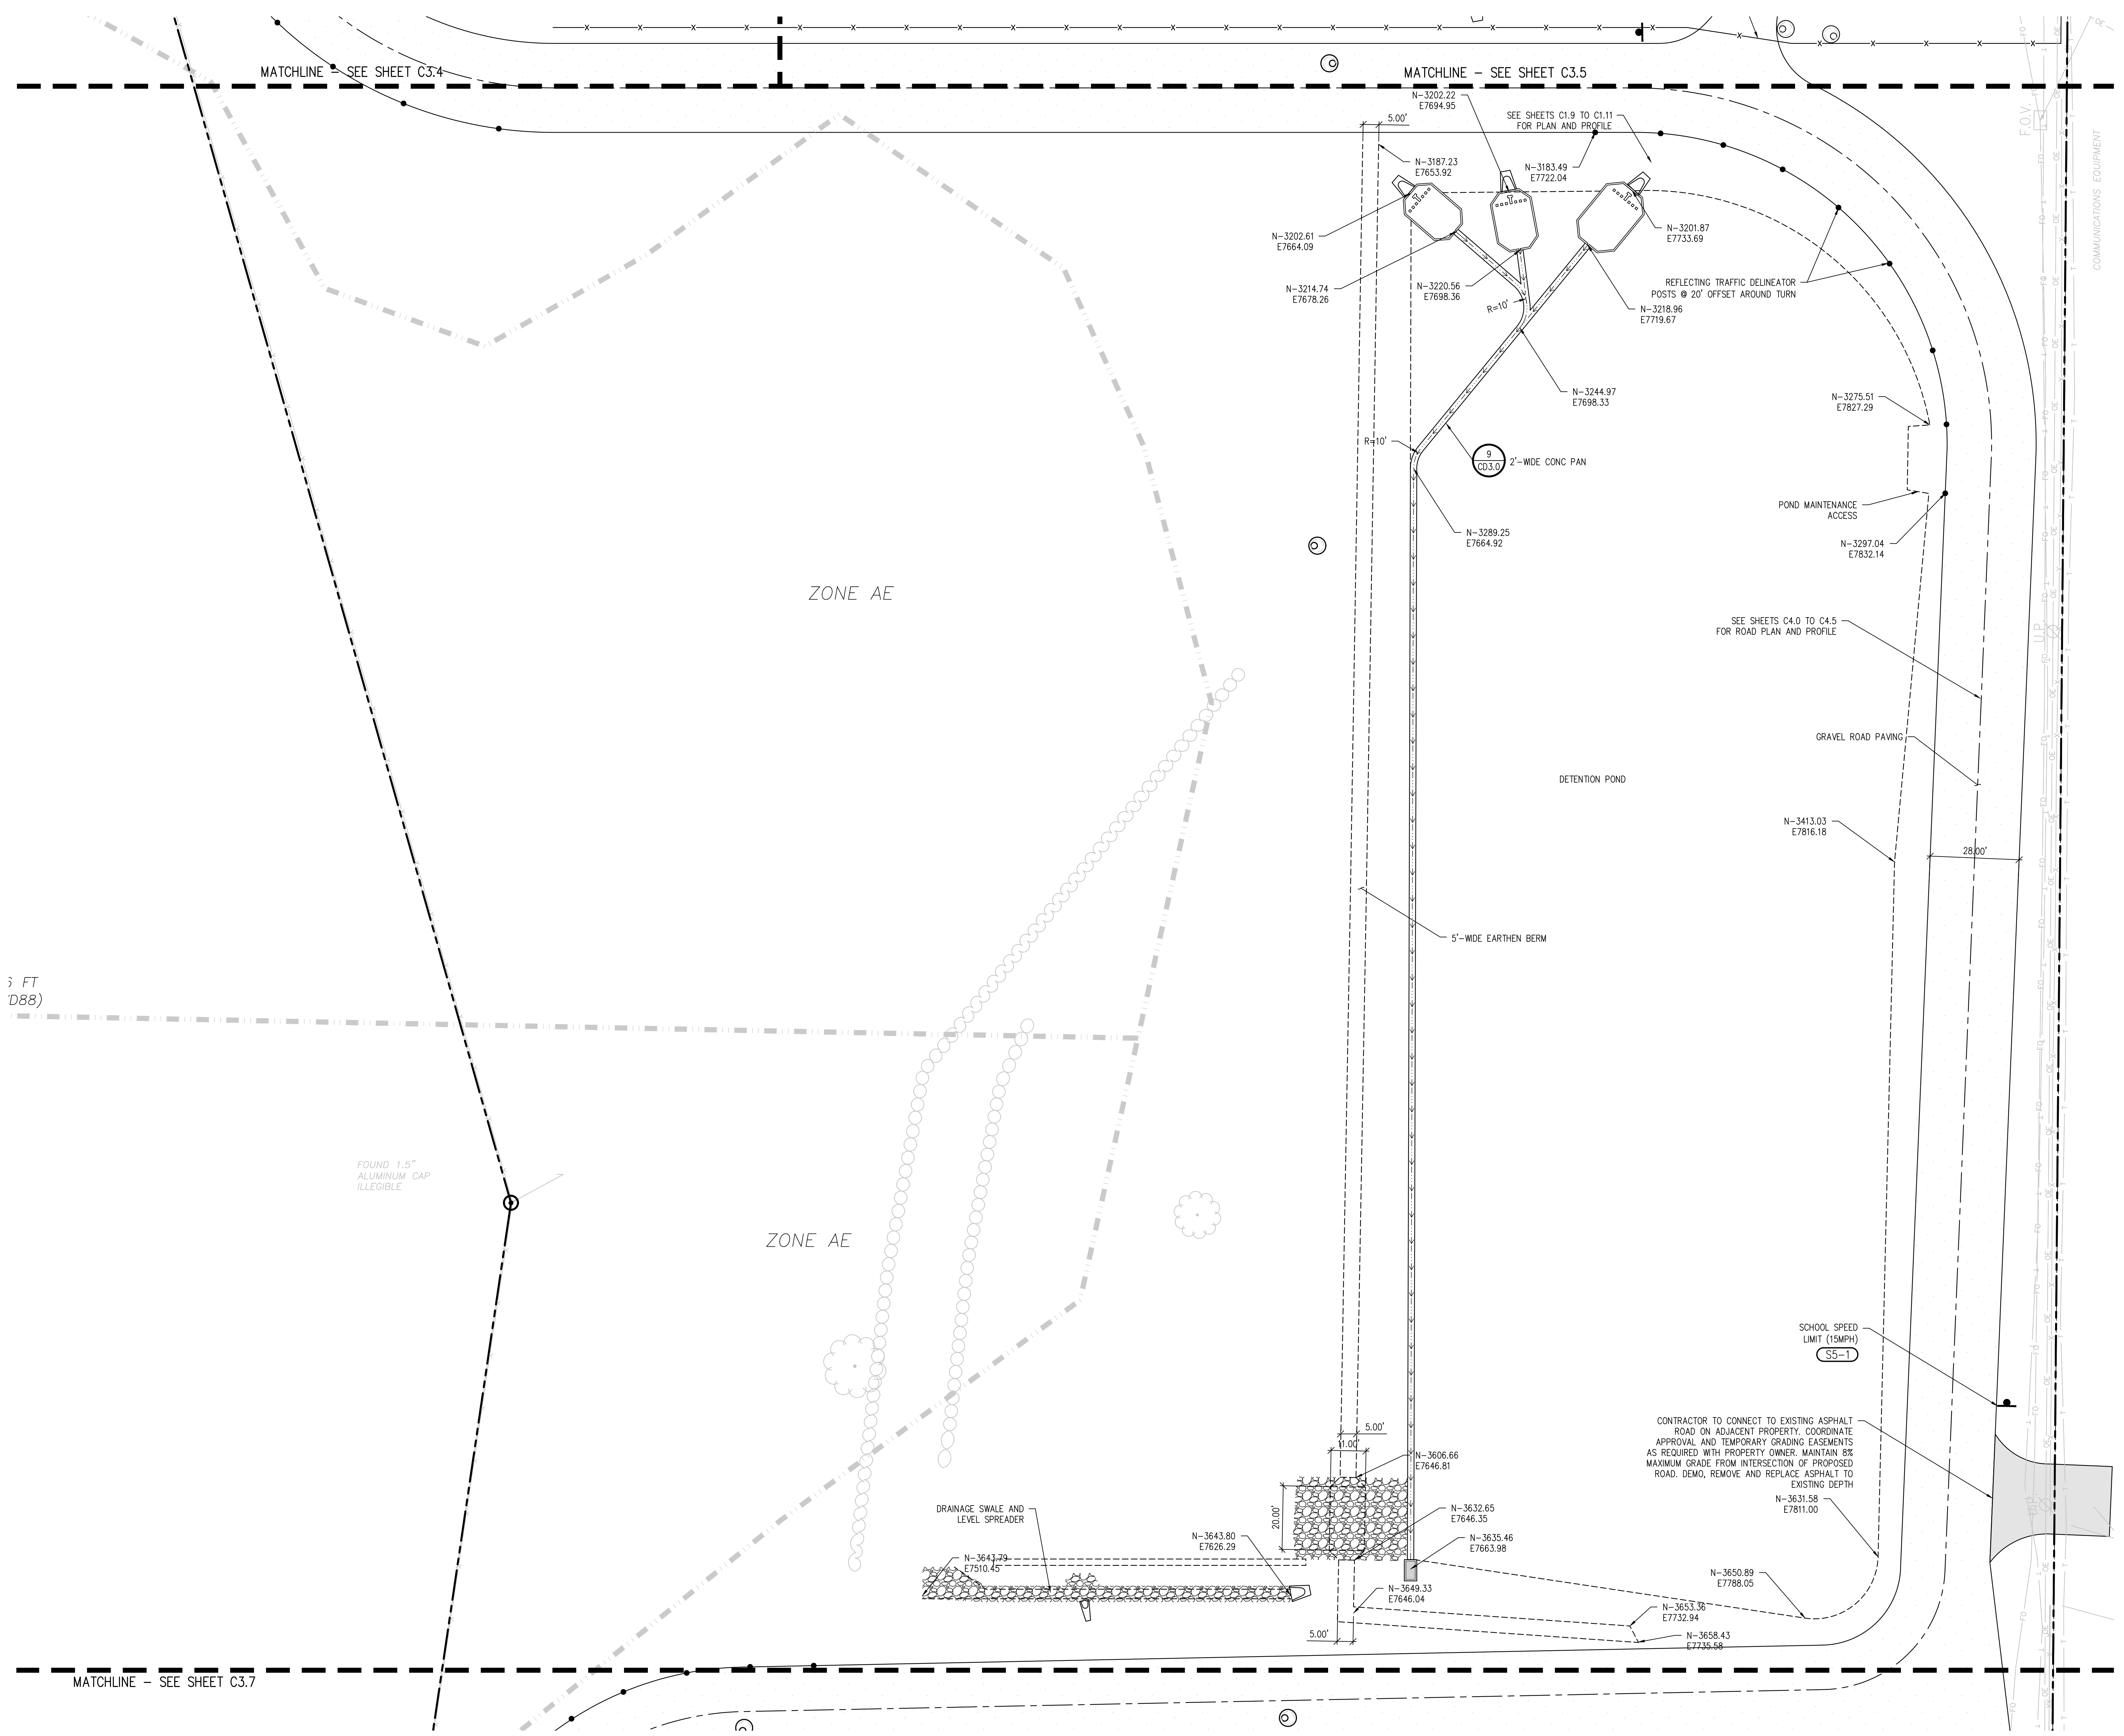 MATCHLINE – SEE SHEET C3.4
MATCHLINE – SEE SHEET C3.5
N-3202.22
E7694.95
5.00'
SEE SHEETS C1.9 TO C1.11
FOR PLAN AND PROFILE
F.O.V.
COMMUNICATIONS EQUIPMENT
N-3187.23
E7653.92
N-3183.49
E7722.04
N-3202.61
E7664.09
N-3201.87
E7733.69
N-3214.74
E7678.26
N-3220.56
E7698.36
R=10'
REFLECTING TRAFFIC DELINEATOR
POSTS @ 20' OFFSET AROUND TURN
N-3218.96
E7719.67
N-3244.97
E7698.33
N-3275.51
E7827.29
R=10'
9
CD3.0
2'-WIDE CONC PAN
POND MAINTENANCE
ACCESS
N-3289.25
E7664.92
N-3297.04
E7832.14
ZONE AE
SEE SHEETS C4.0 TO C4.5
FOR ROAD PLAN AND PROFILE
U.P.
GRAVEL ROAD PAVING
DETENTION POND
N-3413.03
E7816.18
28.00'
5'-WIDE EARTHEN BERM
FT
D88)
FOUND 1.5"
ALUMINUM CAP
ILLEGIBLE
ZONE AE
SCHOOL SPEED
LIMIT (15MPH)
S5-1
CONTRACTOR TO CONNECT TO EXISTING ASPHALT
ROAD ON ADJACENT PROPERTY. COORDINATE
APPROVAL AND TEMPORARY GRADING EASEMENTS
AS REQUIRED WITH PROPERTY OWNER. MAINTAIN 8%
MAXIMUM GRADE FROM INTERSECTION OF PROPOSED
ROAD. DEMO, REMOVE AND REPLACE ASPHALT TO
EXISTING DEPTH
5.00'
11.00'
N-3606.66
E7646.81
20.00'
N-3631.58
E7811.00
DRAINAGE SWALE AND
LEVEL SPREADER
N-3632.65
E7646.35
N-3643.80
E7626.29
N-3635.46
E7663.98
N-3643.79
E7510.45
N-3649.33
E7646.04
N-3650.89
E7788.05
N-3653.36
E7732.94
5.00'
N-3658.43
E7735.58
MATCHLINE – SEE SHEET C3.7